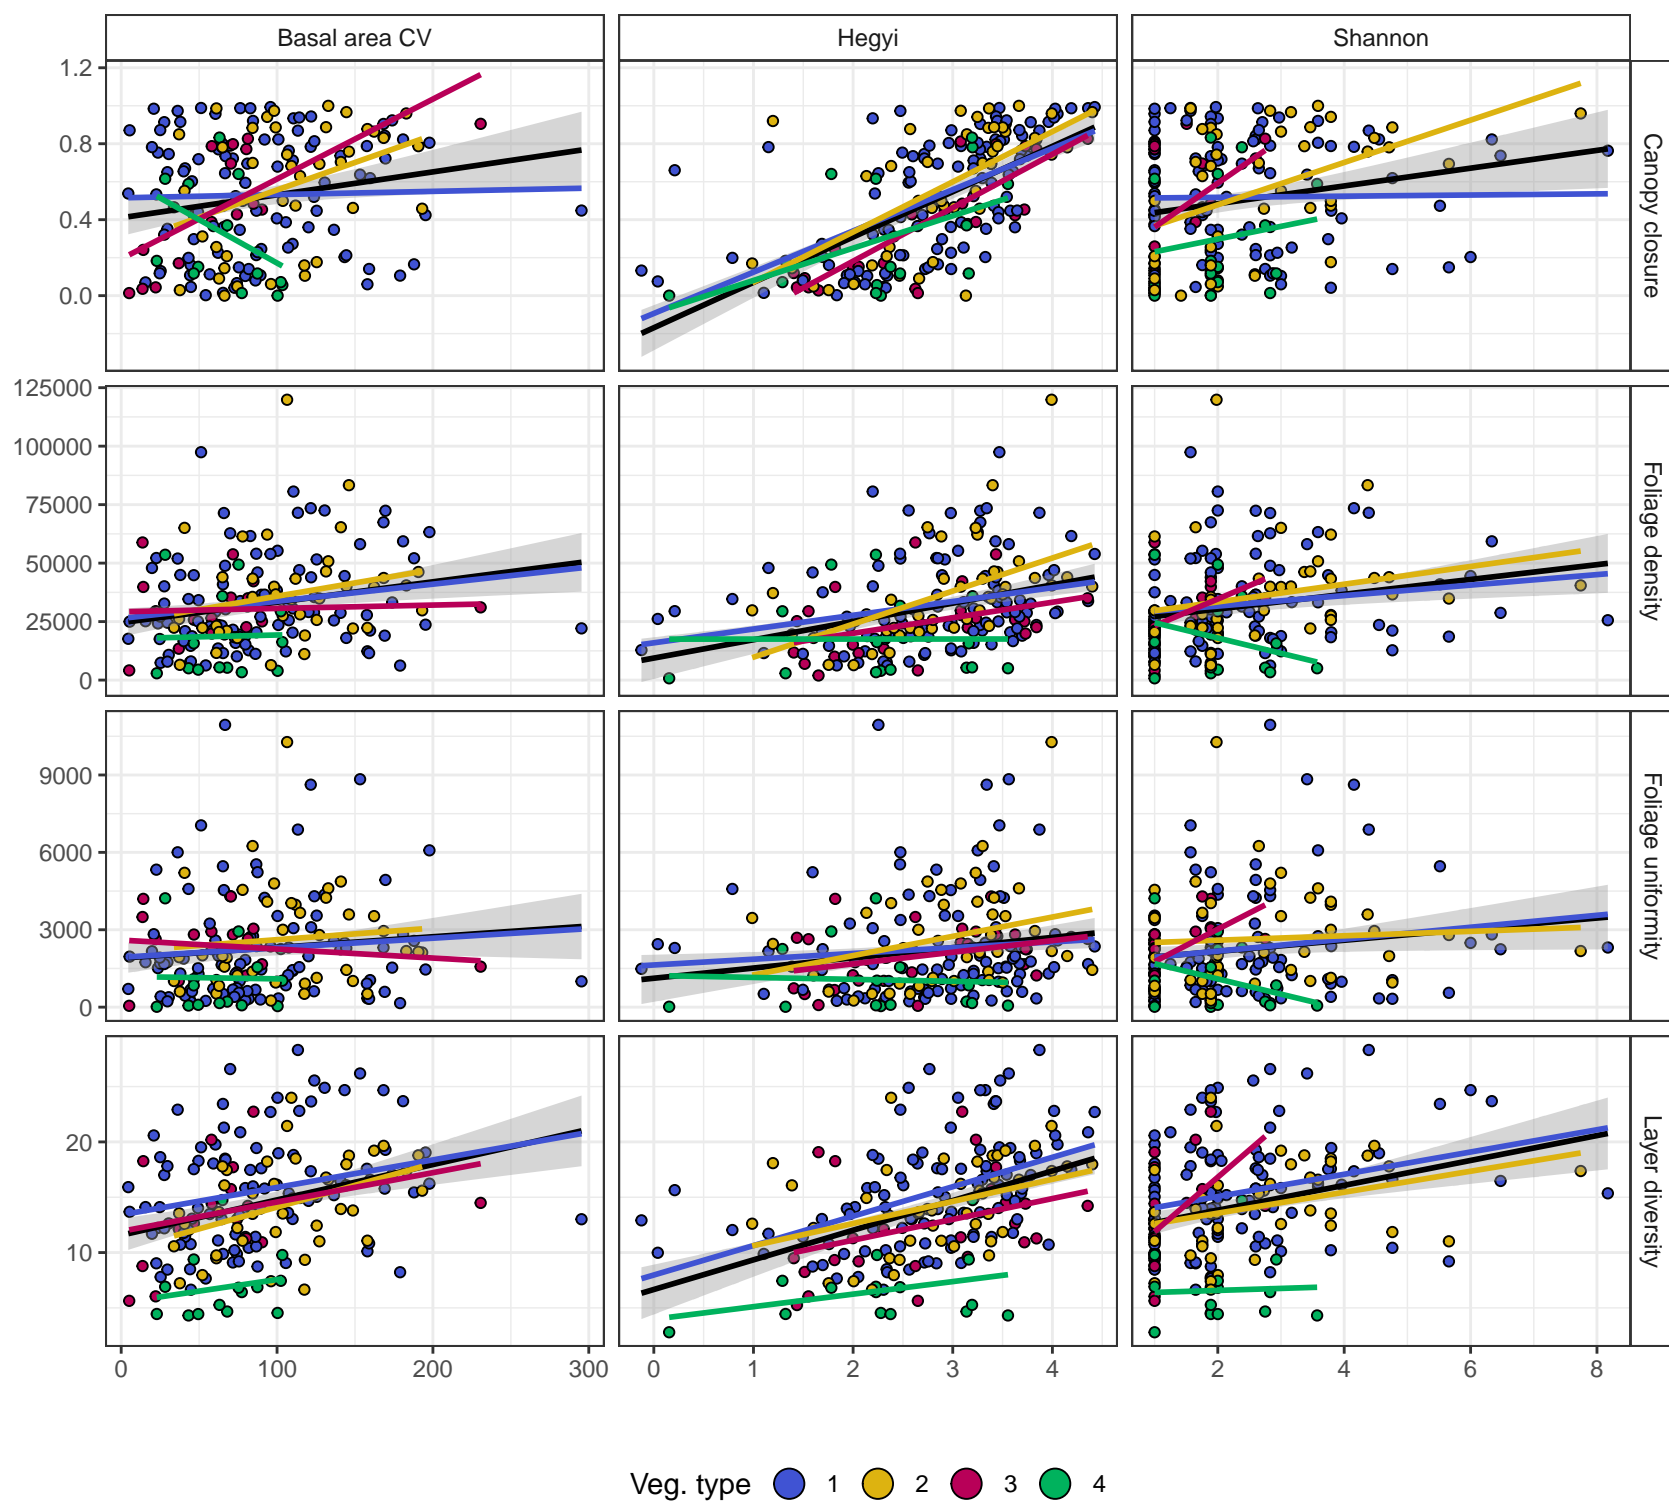 Basal area CV Hegyi Shannon
1.2
0.8
0.4
0.0
Canopy closure
125000
100000
75000
50000
25000
0
Foliage density
9000
6000
3000
0
Foliage uniformity
20
10
Layer diversity
0 100 200 300 0 1 2 3 4 2 4 6 8
Veg. type 1 2 3 4